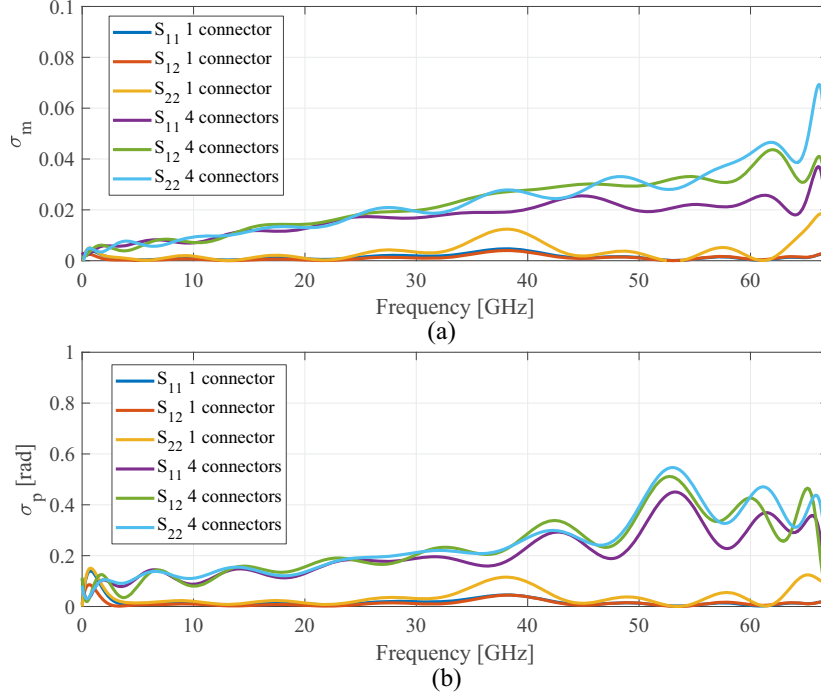 0.1
0.08
0.06
0.04
0.02
0
σm
S11 1 connector
S12 1 connector
S22 1 connector
S11 4 connectors
S12 4 connectors
S22 4 connectors
0 10 20 30 40 50 60
Frequency [GHz]
(a)
1
0.8
0.6
0.4
0.2
0
σp [rad]
S11 1 connector
S12 1 connector
S22 1 connector
S11 4 connectors
S12 4 connectors
S22 4 connectors
0 10 20 30 40 50 60
Frequency [GHz]
(b)